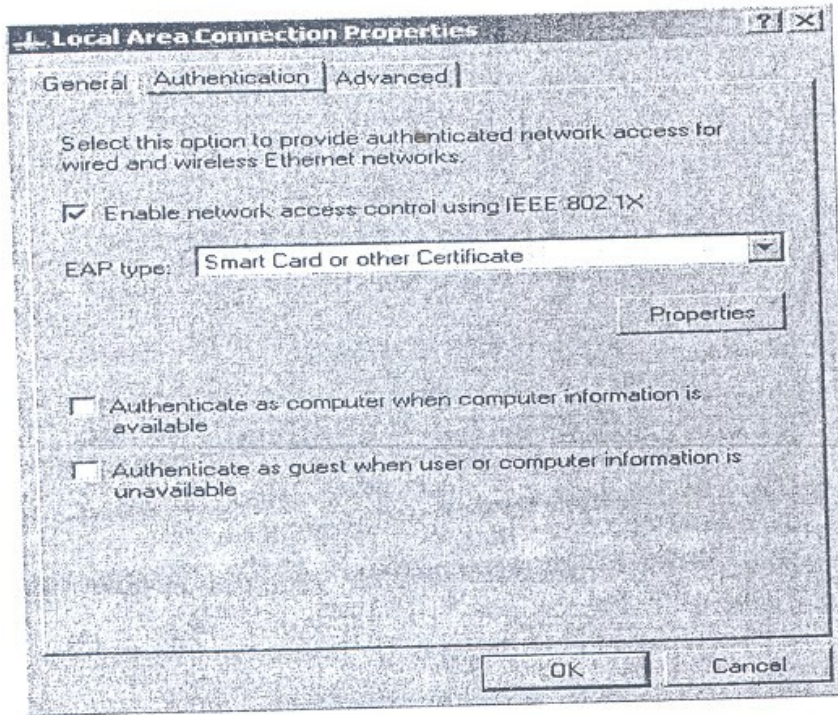 Local Area Connection Properties
General Authentication Advanced
Select this option to provide authenticated network access for
wired and wireless Ethernet networks.
Enable network access control using IEEE 802.1X
EAP type: Smart Card or other Certificate
Properties
Authenticate as computer when computer information is
available
Authenticate as guest when user or computer information is
unavailable
OK Cancel